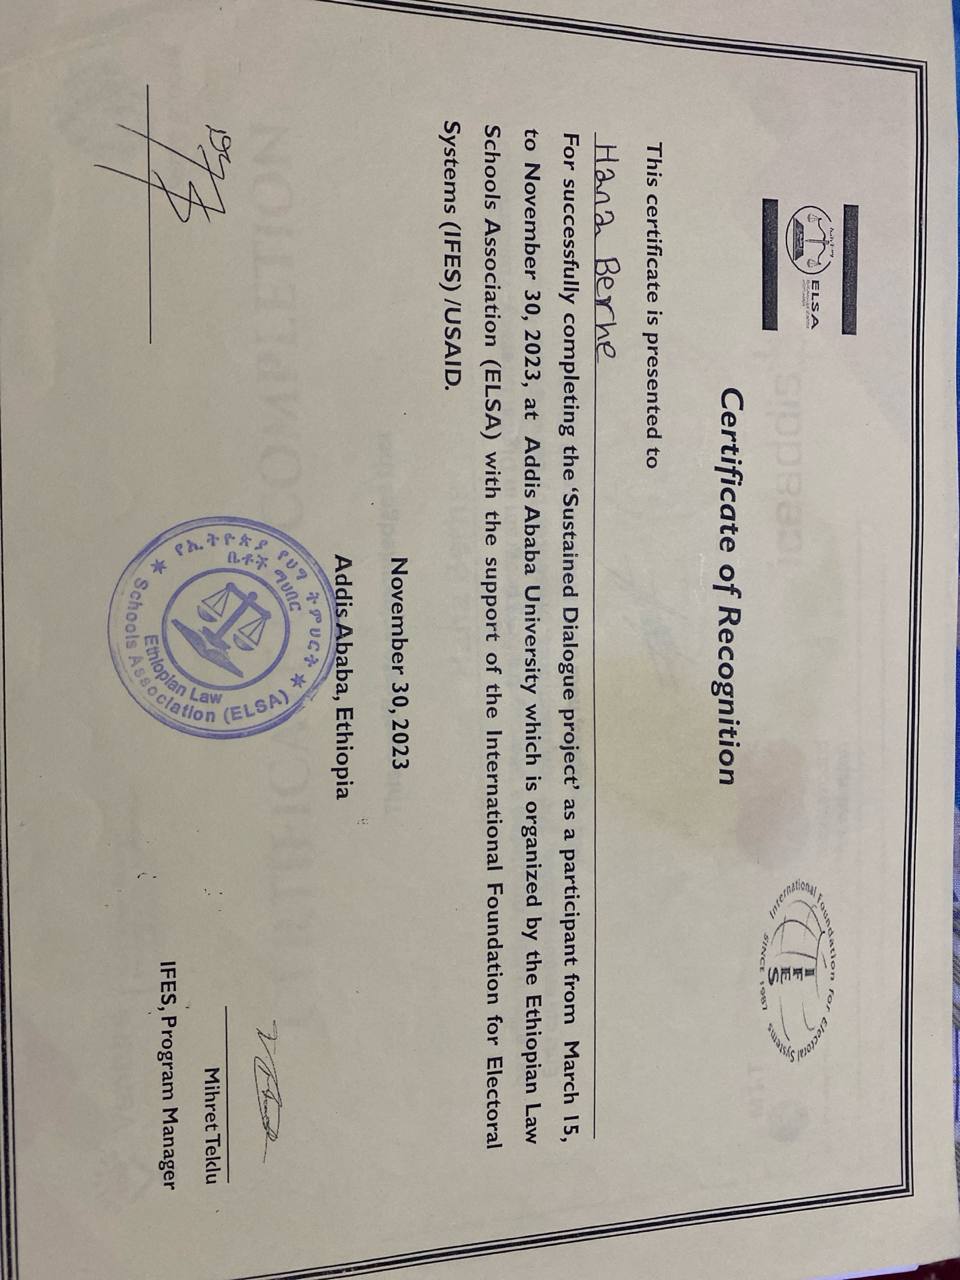 ELSA
International Foundation for Electoral Systems
IFES
SINCE 1987
Certificate of Recognition
This certificate is presented to
Hana Berhe
For successfully completing the ‘Sustained Dialogue project’ as a participant from March 15,
to November 30, 2023, at Addis Ababa University which is organized by the Ethiopian Law
Schools Association (ELSA) with the support of the International Foundation for Electoral
Systems (IFES) /USAID.
November 30, 2023
Addis Ababa, Ethiopia
የኢትዮጵያ የህግ ትምህርት
ቤቶች ማህበር
Ethiopian Law
Schools Association (ELSA)
Mihret Teklu
IFES, Program Manager